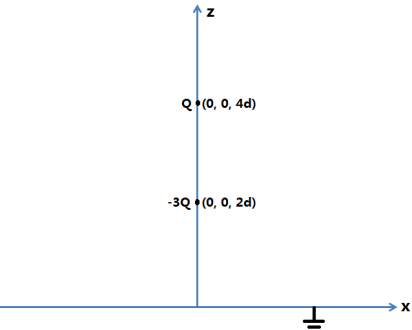 z
Q (0, 0, 4d)
-3Q (0, 0, 2d)
x